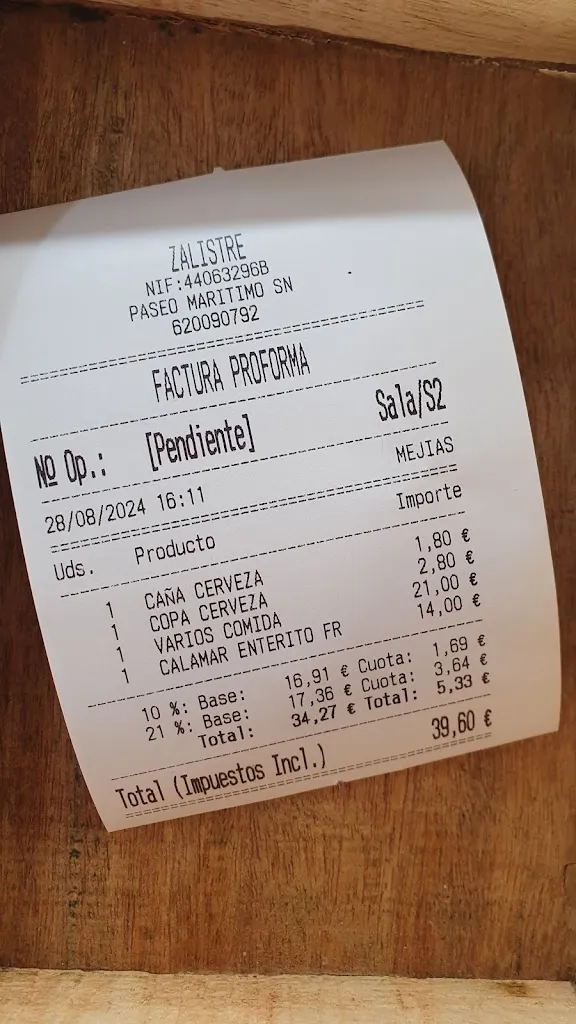 ZALISTRE
NIF:44063296B
PASEO MARITIMO SN
620090792
FACTURA PROFORMA
Nº Op.: [Pendiente] Sala/S2
28/08/2024 16:11 MEJIAS
Uds. Producto Importe
1 CAÑA CERVEZA 1,80 €
1 COPA CERVEZA 2,80 €
1 VARIOS COMIDA 21,00 €
1 CALAMAR ENTERITO FR 14,00 €
10 %: Base: 16,91 € Cuota: 1,69 €
21 %: Base: 17,36 € Cuota: 3,64 €
Total: 34,27 € Total: 5,33 €
Total (Impuestos Incl.) 39,60 €